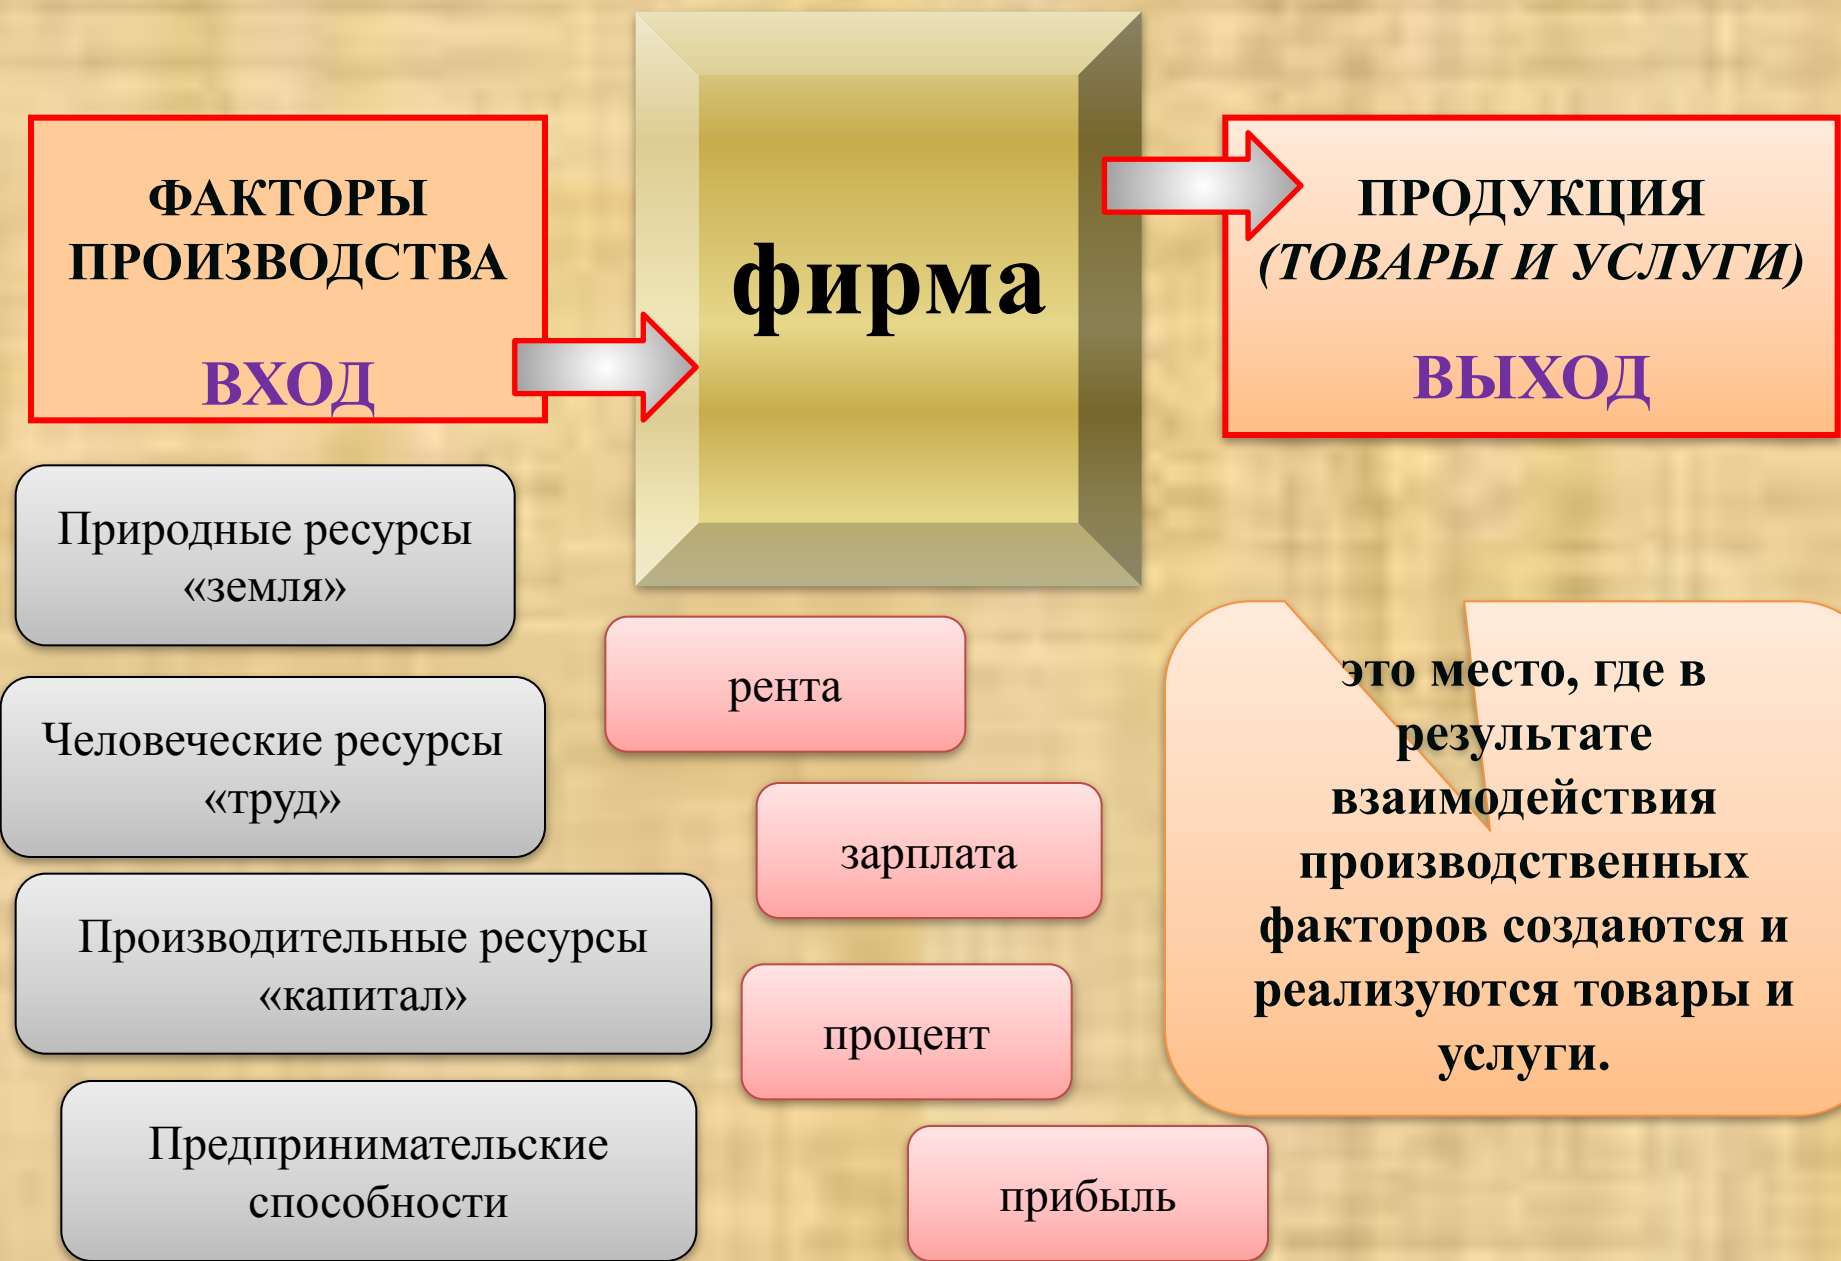 ФАКТОРЫ
ПРОИЗВОДСТВА
ВХОД
фирма
ПРОДУКЦИЯ
(ТОВАРЫ И УСЛУГИ)
ВЫХОД
Природные ресурсы
«земля»
Человеческие ресурсы
«труд»
Производительные ресурсы
«капитал»
Предпринимательские
способности
рента
зарплата
процент
прибыль
это место, где в
результате
взаимодействия
производственных
факторов создаются и
реализуются товары и
услуги.